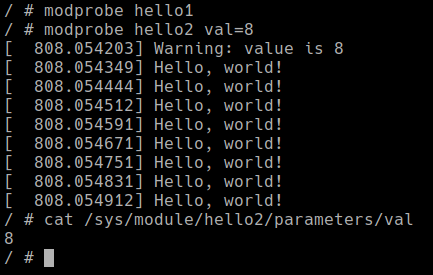 / # modprobe hello1
/ # modprobe hello2 val=8
[  808.054203] Warning: value is 8
[  808.054349] Hello, world!
[  808.054444] Hello, world!
[  808.054512] Hello, world!
[  808.054591] Hello, world!
[  808.054671] Hello, world!
[  808.054751] Hello, world!
[  808.054831] Hello, world!
[  808.054912] Hello, world!
/ # cat /sys/module/hello2/parameters/val
8
/ #